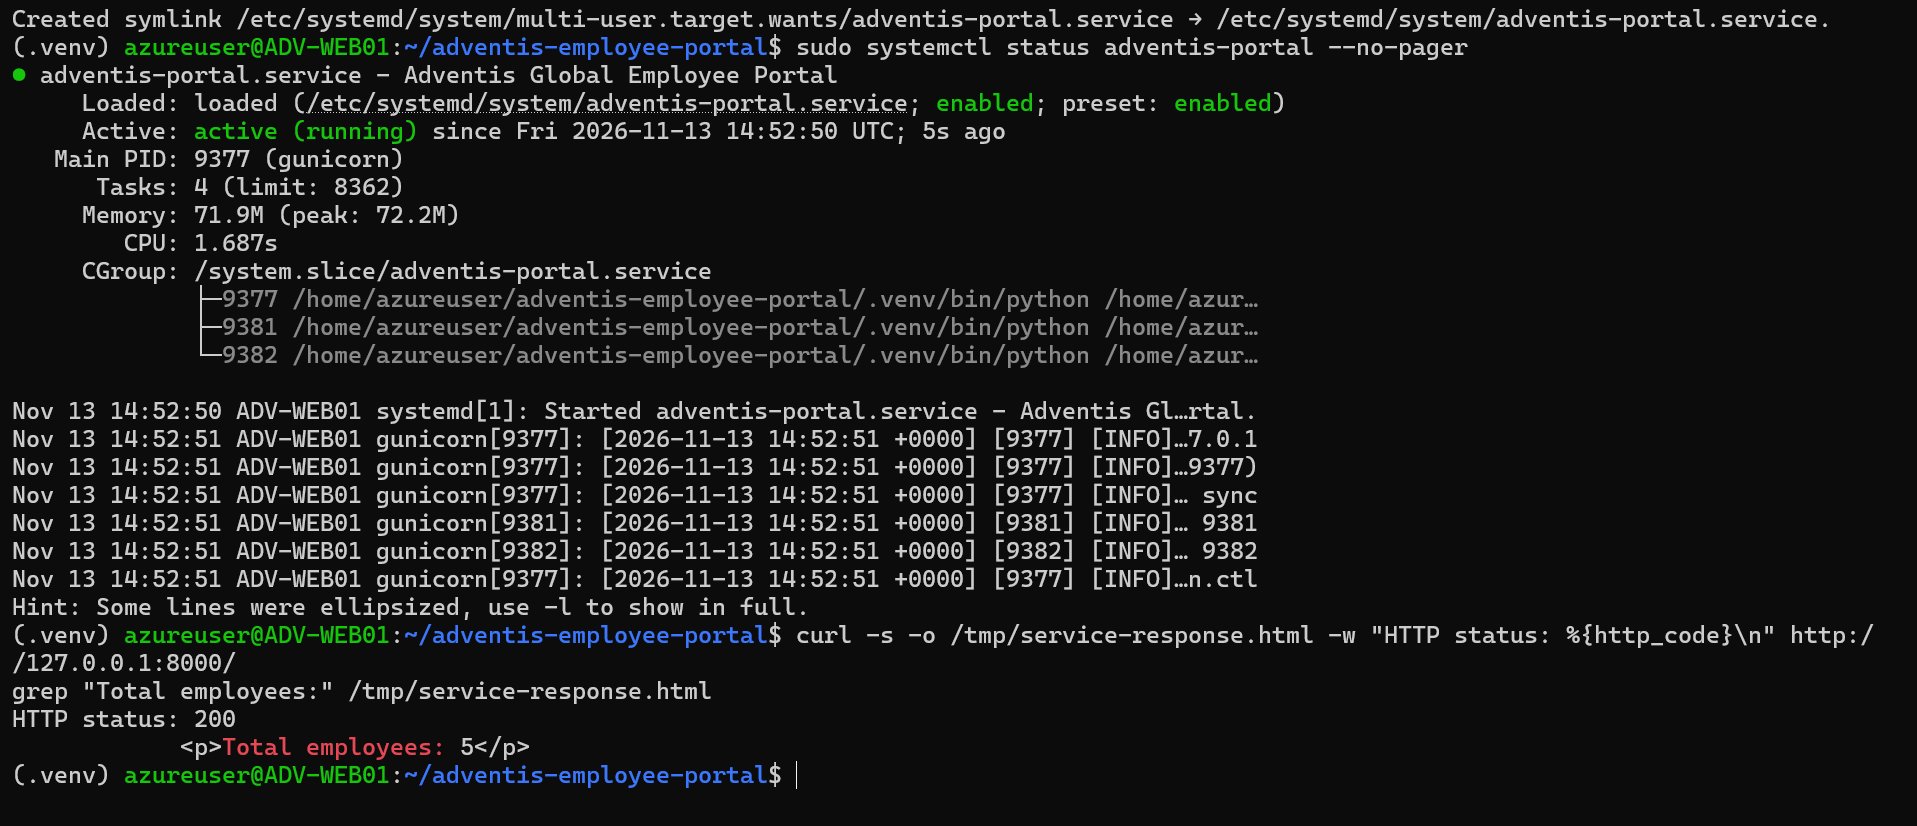 Created symlink /etc/systemd/system/multi-user.target.wants/adventis-portal.service → /etc/systemd/system/adventis-portal.service.
(.venv) azureuser@ADV-WEB01:~/adventis-employee-portal$ sudo systemctl status adventis-portal --no-pager
● adventis-portal.service - Adventis Global Employee Portal
     Loaded: loaded (/etc/systemd/system/adventis-portal.service; enabled; preset: enabled)
     Active: active (running) since Fri 2026-11-13 14:52:50 UTC; 5s ago
   Main PID: 9377 (gunicorn)
      Tasks: 4 (limit: 8362)
     Memory: 71.9M (peak: 72.2M)
        CPU: 1.687s
     CGroup: /system.slice/adventis-portal.service
             ├─9377 /home/azureuser/adventis-employee-portal/.venv/bin/python /home/azur…
             ├─9381 /home/azureuser/adventis-employee-portal/.venv/bin/python /home/azur…
             └─9382 /home/azureuser/adventis-employee-portal/.venv/bin/python /home/azur…

Nov 13 14:52:50 ADV-WEB01 systemd[1]: Started adventis-portal.service - Adventis Gl…rtal.
Nov 13 14:52:51 ADV-WEB01 gunicorn[9377]: [2026-11-13 14:52:51 +0000] [9377] [INFO]…7.0.1
Nov 13 14:52:51 ADV-WEB01 gunicorn[9377]: [2026-11-13 14:52:51 +0000] [9377] [INFO]…9377)
Nov 13 14:52:51 ADV-WEB01 gunicorn[9377]: [2026-11-13 14:52:51 +0000] [9377] [INFO]… sync
Nov 13 14:52:51 ADV-WEB01 gunicorn[9381]: [2026-11-13 14:52:51 +0000] [9381] [INFO]… 9381
Nov 13 14:52:51 ADV-WEB01 gunicorn[9382]: [2026-11-13 14:52:51 +0000] [9382] [INFO]… 9382
Nov 13 14:52:51 ADV-WEB01 gunicorn[9377]: [2026-11-13 14:52:51 +0000] [9377] [INFO]…n.ctl
Hint: Some lines were ellipsized, use -l to show in full.
(.venv) azureuser@ADV-WEB01:~/adventis-employee-portal$ curl -s -o /tmp/service-response.html -w "HTTP status: %{http_code}\n" http:/
/127.0.0.1:8000/
grep "Total employees:" /tmp/service-response.html
HTTP status: 200
            <p>Total employees: 5</p>
(.venv) azureuser@ADV-WEB01:~/adventis-employee-portal$